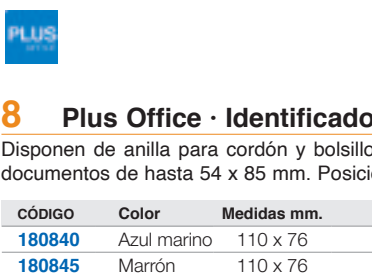 PLUS
OFFICE
8 Plus Office · Identificado
Disponen de anilla para cordón y bolsillo
documentos de hasta 54 x 85 mm. Posici
CÓDIGO Color Medidas mm.
180840 Azul marino 110 x 76
180845 Marrón 110 x 76